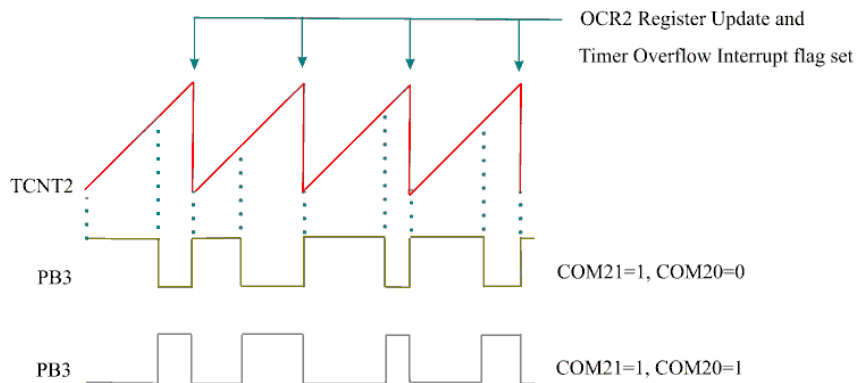 OCR2 Register Update and
Timer Overflow Interrupt flag set
TCNT2
PB3
COM21=1, COM20=0
PB3
COM21=1, COM20=1